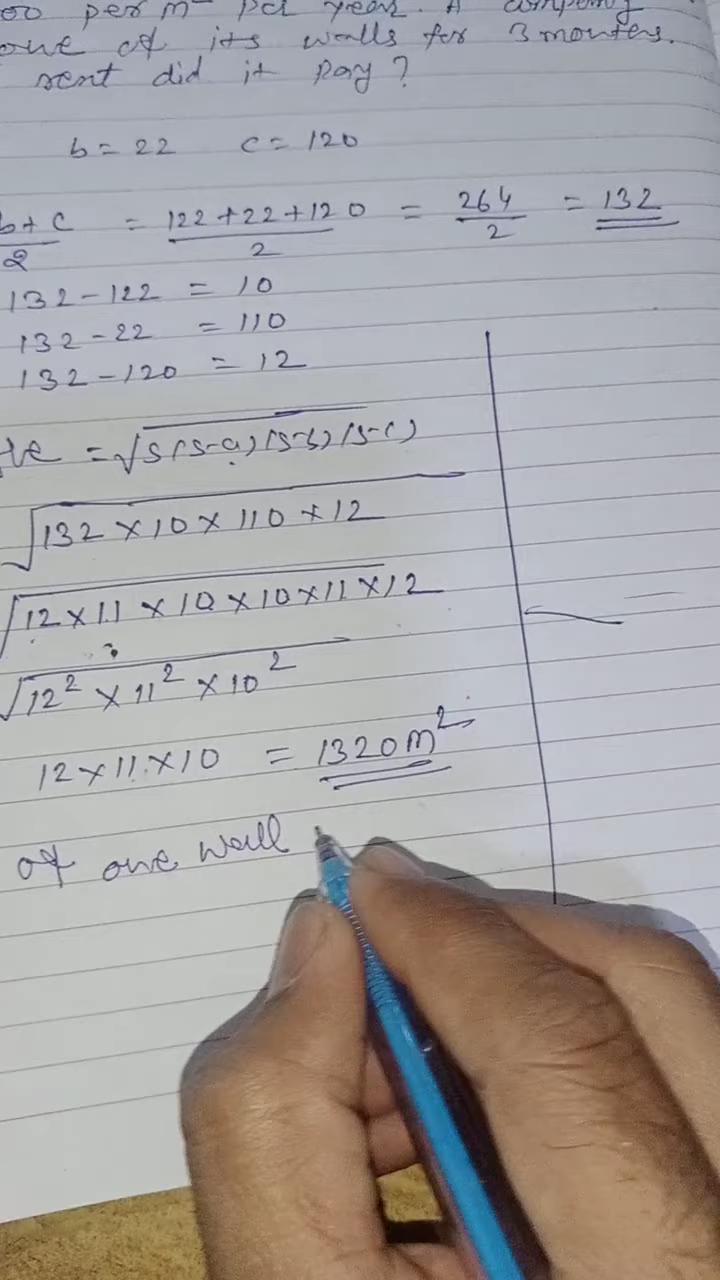 00 per m² per year. A company
one of its walls for 3 months.
rent did it pay?
b = 22 c = 120
b + c / 2 = 122 + 22 + 120 / 2 = 264 / 2 = 132
132 - 122 = 10
132 - 22 = 110
132 - 120 = 12
= √s(s-a)(s-b)(s-c)
√132 × 10 × 110 × 12
√12 × 11 × 10 × 10 × 11 × 12
√12² × 11² × 10²
12 × 11 × 10 = 1320m²
of one wall